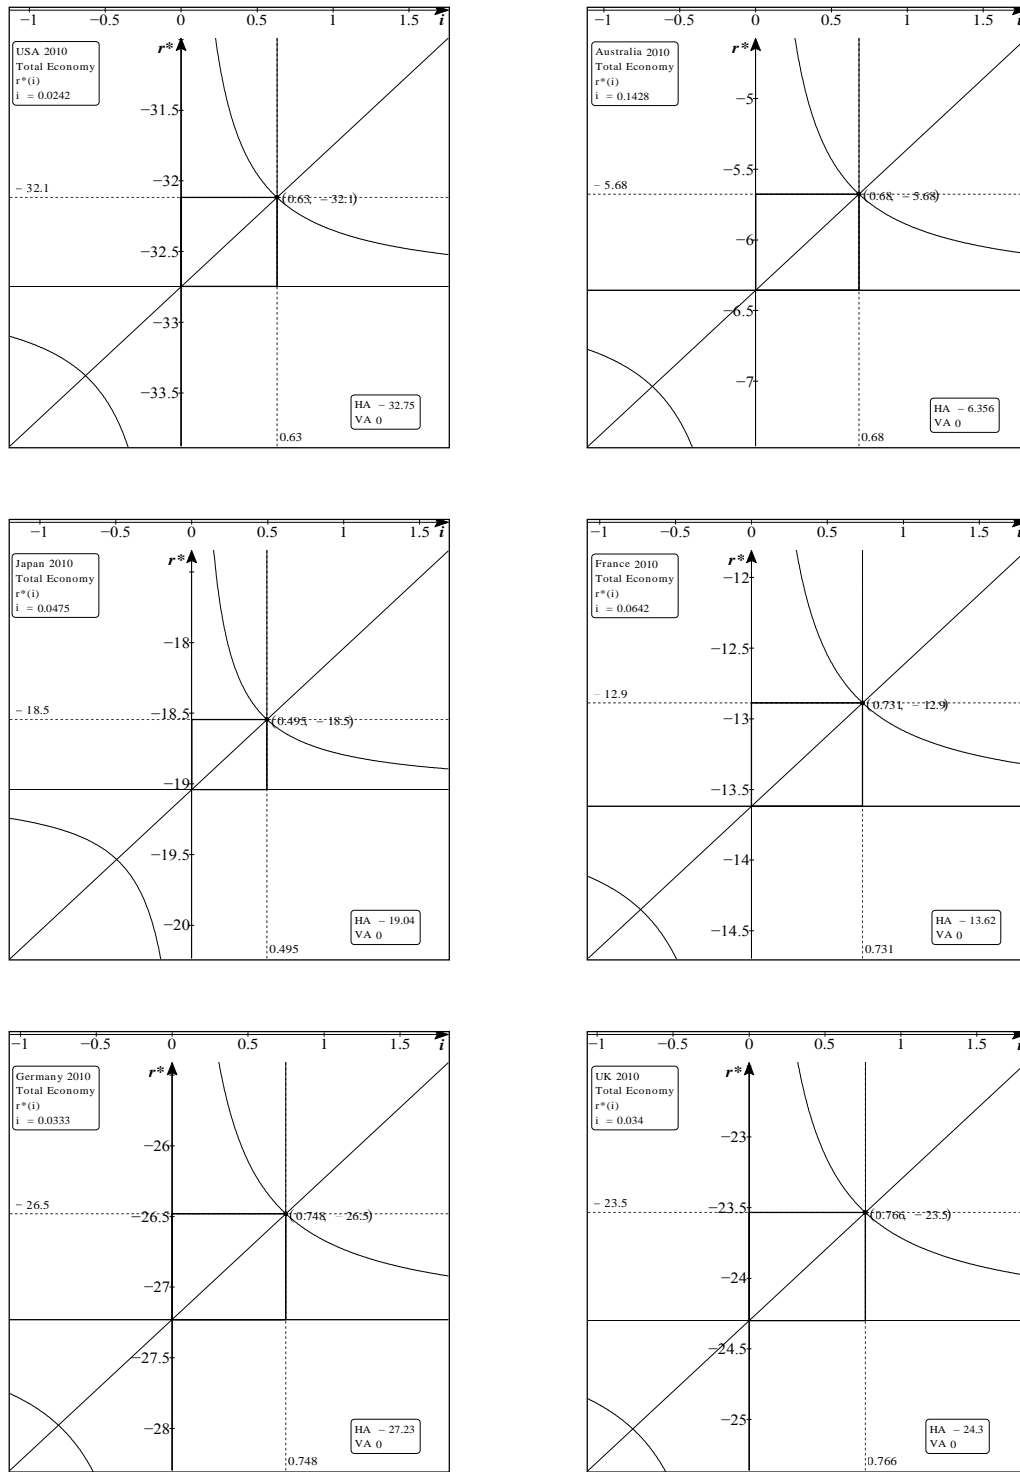 −1 −0.5 0 0.5 1 1.5 i
r*
USA 2010
Total Economy
r*(i)
i = 0.0242
−31.5
−32
−32.5
−33
−33.5
− 32.1
(0.63, − 32.1)
HA − 32.75
VA 0
0.63
−1 −0.5 0 0.5 1 1.5 i
r*
Australia 2010
Total Economy
r*(i)
i = 0.1428
−5
−5.5
−6
−6.5
−7
− 5.68
(0.68, − 5.68)
HA − 6.356
VA 0
0.68
−1 −0.5 0 0.5 1 1.5 i
r*
Japan 2010
Total Economy
r*(i)
i = 0.0475
−18
−18.5
−19
−19.5
−20
− 18.5
(0.495, − 18.5)
HA − 19.04
VA 0
0.495
−1 −0.5 0 0.5 1 1.5 i
r*
France 2010
Total Economy
r*(i)
i = 0.0642
−12
−12.5
−13
−13.5
−14
−14.5
− 12.9
(0.731, − 12.9)
HA − 13.62
VA 0
0.731
−1 −0.5 0 0.5 1 1.5 i
r*
Germany 2010
Total Economy
r*(i)
i = 0.0333
−26
−26.5
−27
−27.5
−28
− 26.5
(0.748, − 26.5)
HA − 27.23
VA 0
0.748
−1 −0.5 0 0.5 1 1.5 i
r*
UK 2010
Total Economy
r*(i)
i = 0.034
−23
−23.5
−24
−24.5
−25
− 23.5
(0.766, − 23.5)
HA − 24.3
VA 0
0.766